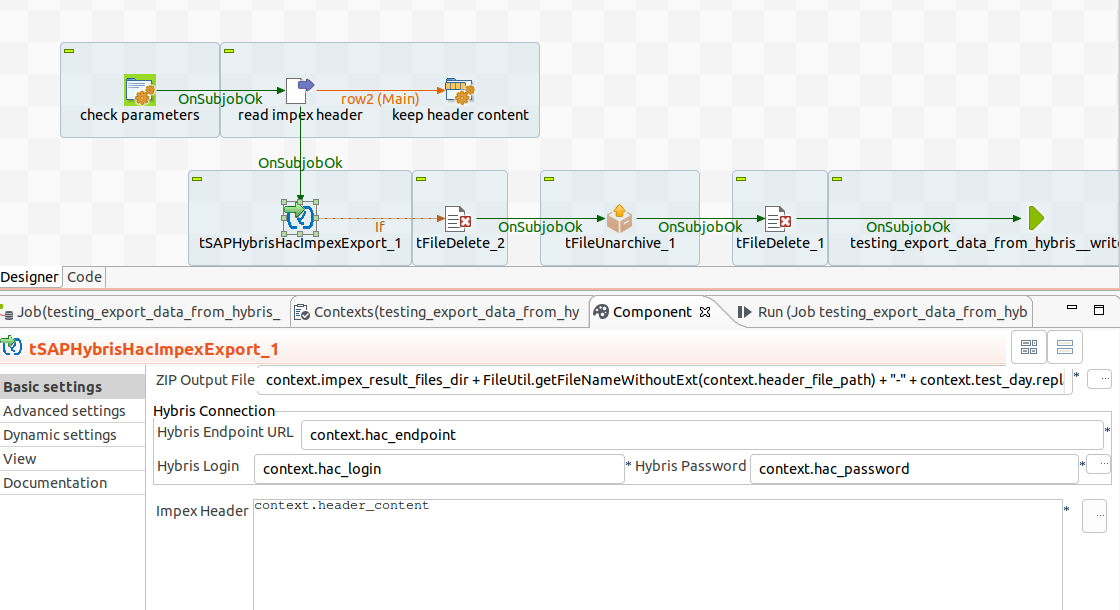 OnSubjobOk
row2 (Main)
check parameters
read impex header
keep header content
OnSubjobOk
If
OnSubjobOk
OnSubjobOk
OnSubjobOk
tSAPHybrisHacImpexExport_1
tFileDelete_2
tFileUnarchive_1
tFileDelete_1
testing_export_data_from_hybris__write
Designer
Code
Job(testing_export_data_from_hybris_
Contexts(testing_export_data_from_hy
Component
Run (Job testing_export_data_from_hyb
tSAPHybrisHacImpexExport_1
Basic settings
Advanced settings
Dynamic settings
View
Documentation
ZIP Output File context.impex_result_files_dir + FileUtil.getFileNameWithoutExt(context.header_file_path) + "-" + context.test_day.repl *
...
Hybris Connection
Hybris Endpoint URL context.hac_endpoint *
Hybris Login context.hac_login * Hybris Password context.hac_password * ...
Impex Header context.header_content * ...